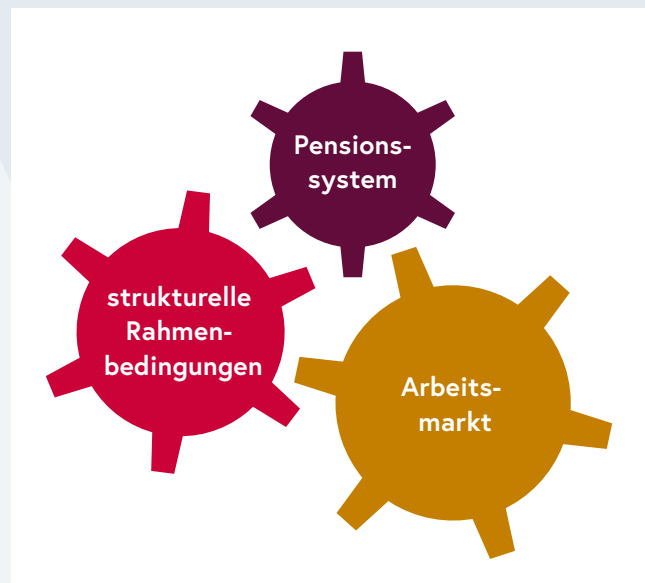 Pensions-
system
strukturelle
Rahmen-
bedingungen
Arbeits-
markt